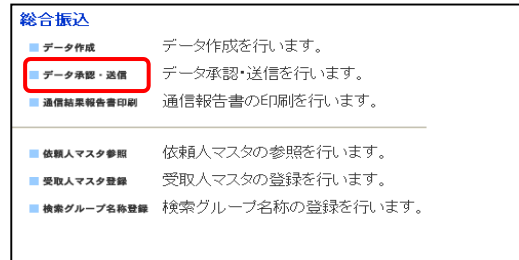 総合振込
データ作成 データ作成を行います。
データ承認・送信 データ承認・送信を行います。
通信結果報告書印刷 通信報告書の印刷を行います。
依頼人マスタ参照 依頼人マスタの参照を行います。
受取人マスタ登録 受取人マスタの登録を行います。
検索グループ名称登録 検索グループ名称の登録を行います。